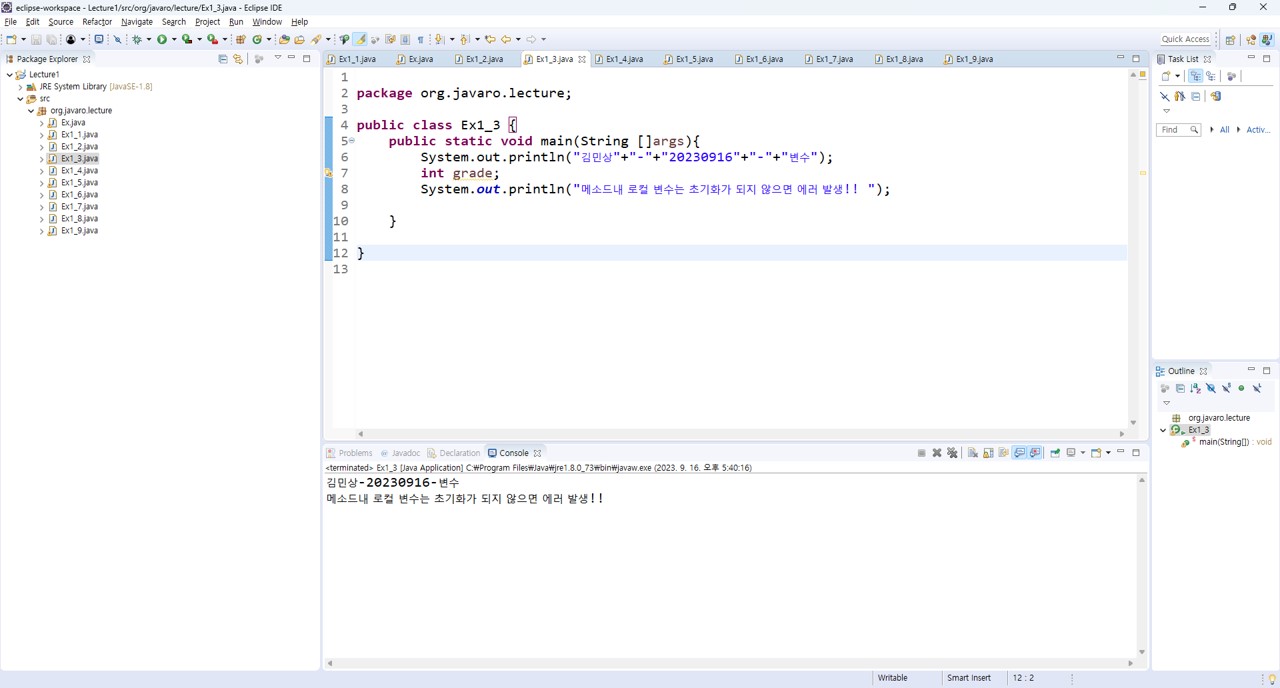 eclipse-workspace - Lecture1/src/org/javaro/lecture/Ex1_3.java - Eclipse IDE
File Edit Source Refactor Navigate Search Project Run Window Help
Quick Access
Package Explorer
Lecture1
JRE System Library [JavaSE-1.8]
src
org.javaro.lecture
Ex.java
Ex1_1.java
Ex1_2.java
Ex1_3.java
Ex1_4.java
Ex1_5.java
Ex1_6.java
Ex1_7.java
Ex1_8.java
Ex1_9.java
Ex1_1.java Ex.java Ex1_2.java Ex1_3.java Ex1_4.java Ex1_5.java Ex1_6.java Ex1_7.java Ex1_8.java Ex1_9.java
1
2 package org.javaro.lecture;
3
4 public class Ex1_3 {
5 public static void main(String []args){
6 System.out.println("김민상"+"-"+"20230916"+"-"+"변수");
7 int grade;
8 System.out.println("메소드내 로컬 변수는 초기화가 되지 않으면 에러 발생!! ");
9
10 }
11
12 }
13
Problems Javadoc Declaration Console
<terminated> Ex1_3 [Java Application] C:₩Program Files₩Java₩jre1.8.0_73₩bin₩javaw.exe (2023. 9. 16. 오후 5:40:16)
김민상-20230916-변수
메소드내 로컬 변수는 초기화가 되지 않으면 에러 발생!!
Task List
Find All Activ...
Outline
org.javaro.lecture
Ex1_3
main(String[]) : void
Writable Smart Insert 12 : 2